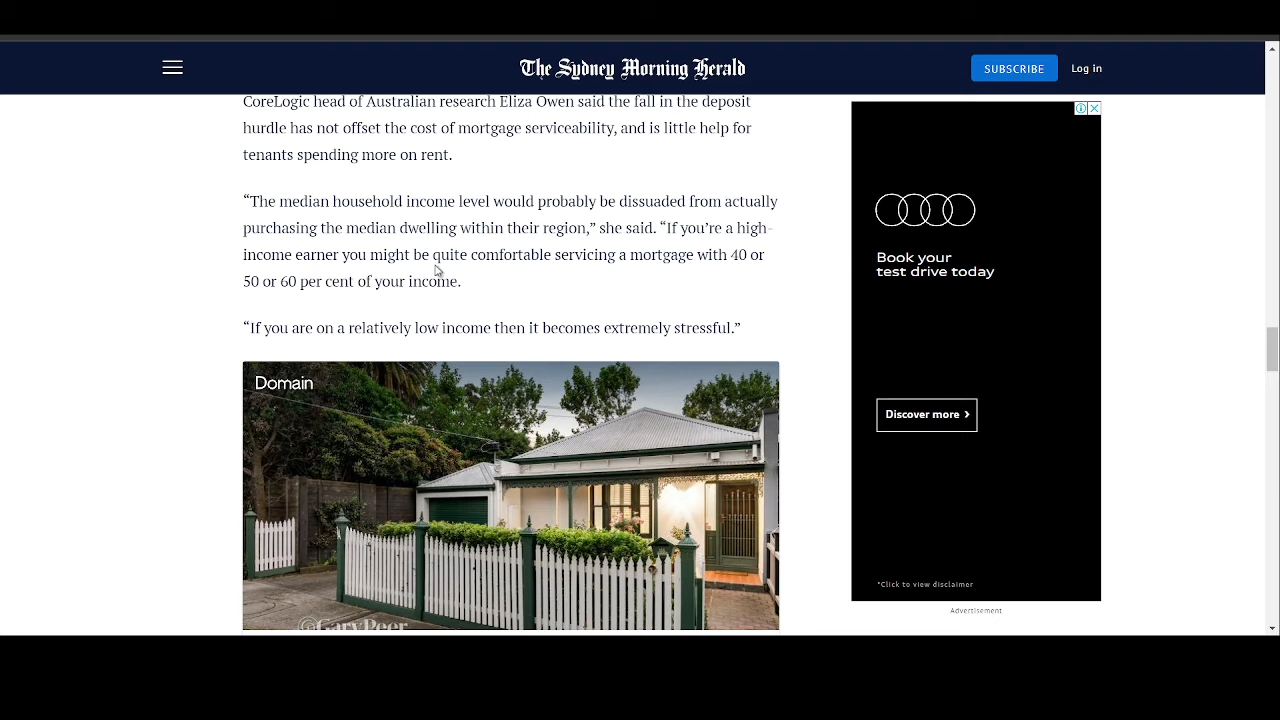 The Sydney Morning Herald
SUBSCRIBE
Log in
CoreLogic head of Australian research Eliza Owen said the fall in the deposit
hurdle has not offset the cost of mortgage serviceability, and is little help for
tenants spending more on rent.
“The median household income level would probably be dissuaded from actually
purchasing the median dwelling within their region,” she said. “If you’re a high-
income earner you might be quite comfortable servicing a mortgage with 40 or
50 or 60 per cent of your income.
“If you are on a relatively low income then it becomes extremely stressful.”
Domain
@GaryPeer
Book your
test drive today
Discover more
*Click to view disclaimer
Advertisement